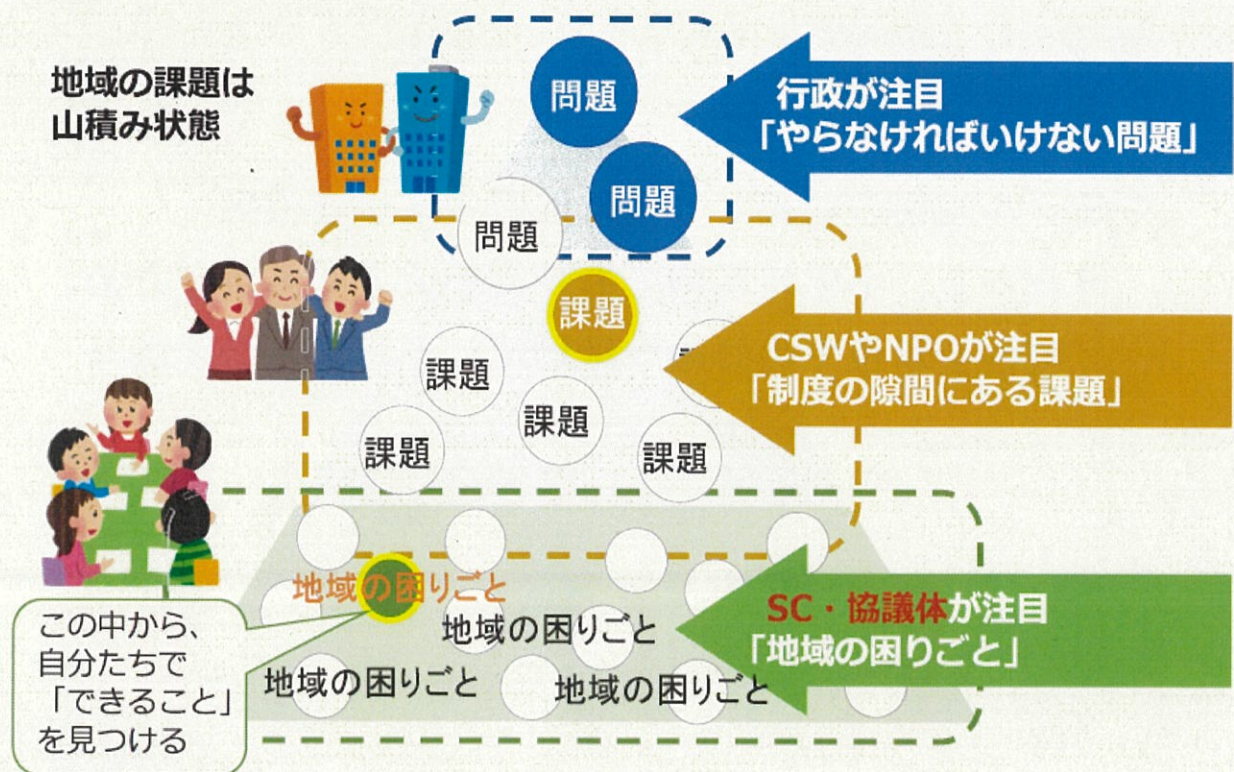 地域の課題は
山積み状態
問題
行政が注目
「やらなければいけない問題」
問題
問題
課題
CSWやNPOが注目
「制度の隙間にある課題」
課題
課題
課題
課題
地域の困りごと
地域の困りごと
地域の困りごと
地域の困りごと
SC・協議体が注目
「地域の困りごと」
この中から、
自分たちで
「できること」
を見つける